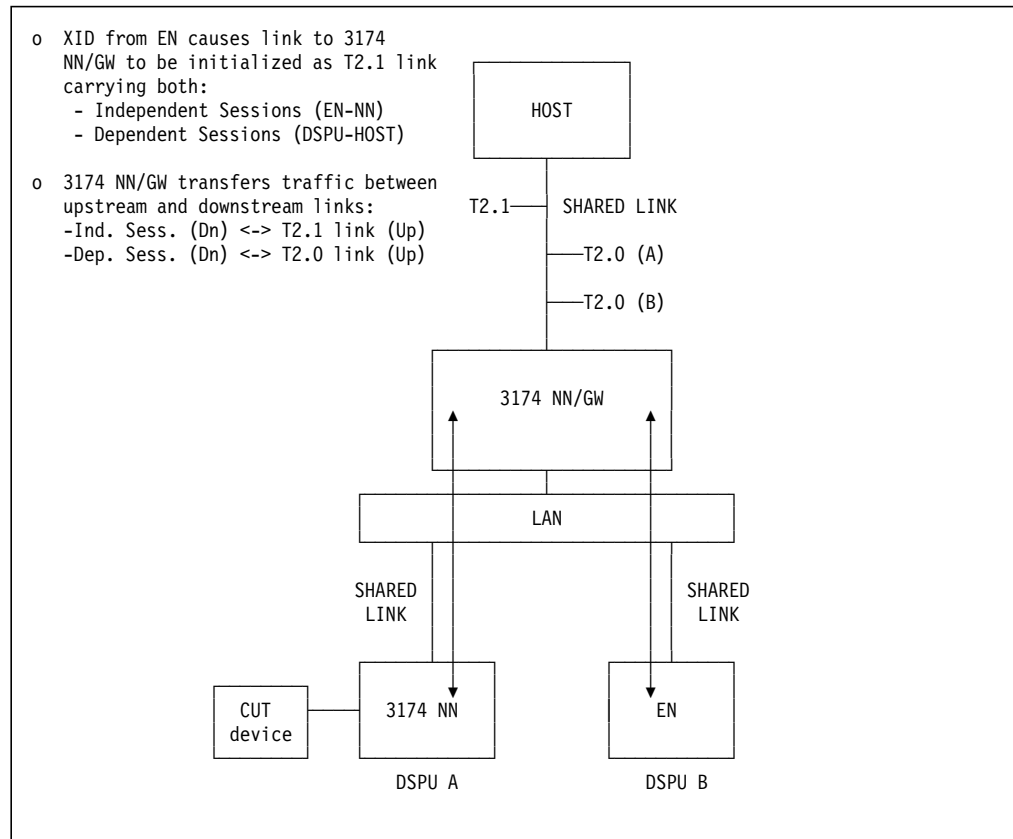 o XID from EN causes link to 3174
NN/GW to be initialized as T2.1 link
carrying both:
- Independent Sessions (EN-NN)
- Dependent Sessions (DSPU-HOST)
o 3174 NN/GW transfers traffic between
upstream and downstream links:
-Ind. Sess. (Dn) <-> T2.1 link (Up)
-Dep. Sess. (Dn) <-> T2.0 link (Up)
HOST
T2.1 SHARED LINK
T2.0 (A)
T2.0 (B)
3174 NN/GW
LAN
SHARED
LINK
SHARED
LINK
CUT
device
3174 NN
EN
DSPU A
DSPU B